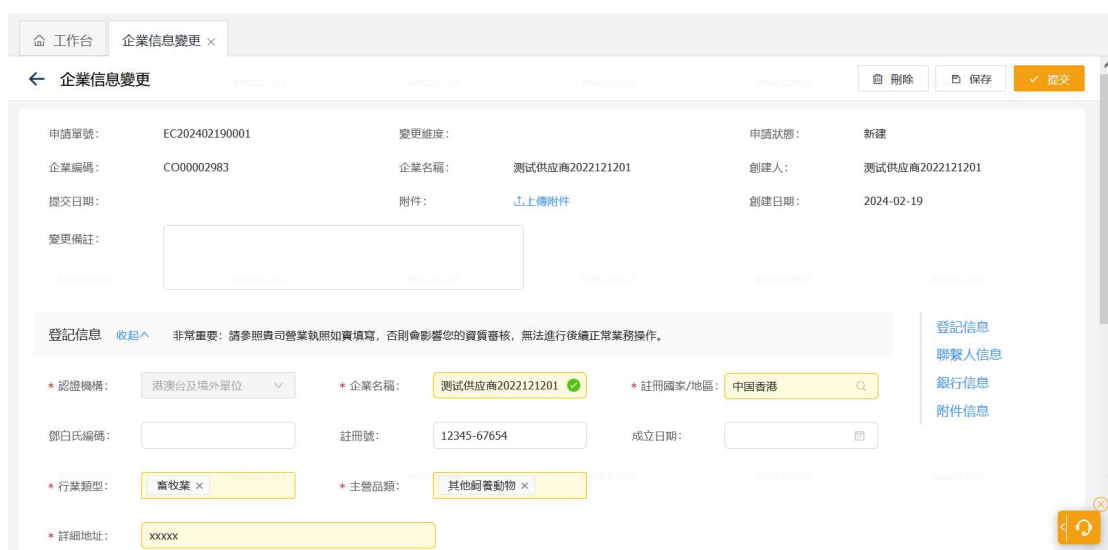 工作台 企業信息變更 ×
← 企業信息變更 刪除 保存 提交
申請單號： EC202402190001 變更維度： 申請狀態： 新建
企業編碼： CO00002983 企業名稱： 测试供应商2022121201 創建人： 测试供应商2022121201
提交日期： 附件： 上傳附件 創建日期： 2024-02-19
變更備註：
登記信息 收起 非常重要：請參照貴司營業執照如實填寫，否則會影響您的資質審核，無法進行後續正常業務操作。
登記信息
聯繫人信息
銀行信息
附件信息
* 認證機構： 港澳台及境外單位 * 企業名稱： 测试供应商2022121201 * 註冊國家/地區： 中国香港
鄧白氏編碼： 註冊號： 12345-67654 成立日期：
* 行業類型： 畜牧業 × * 主營品類： 其他飼養動物 ×
* 詳細地址： xxxxx